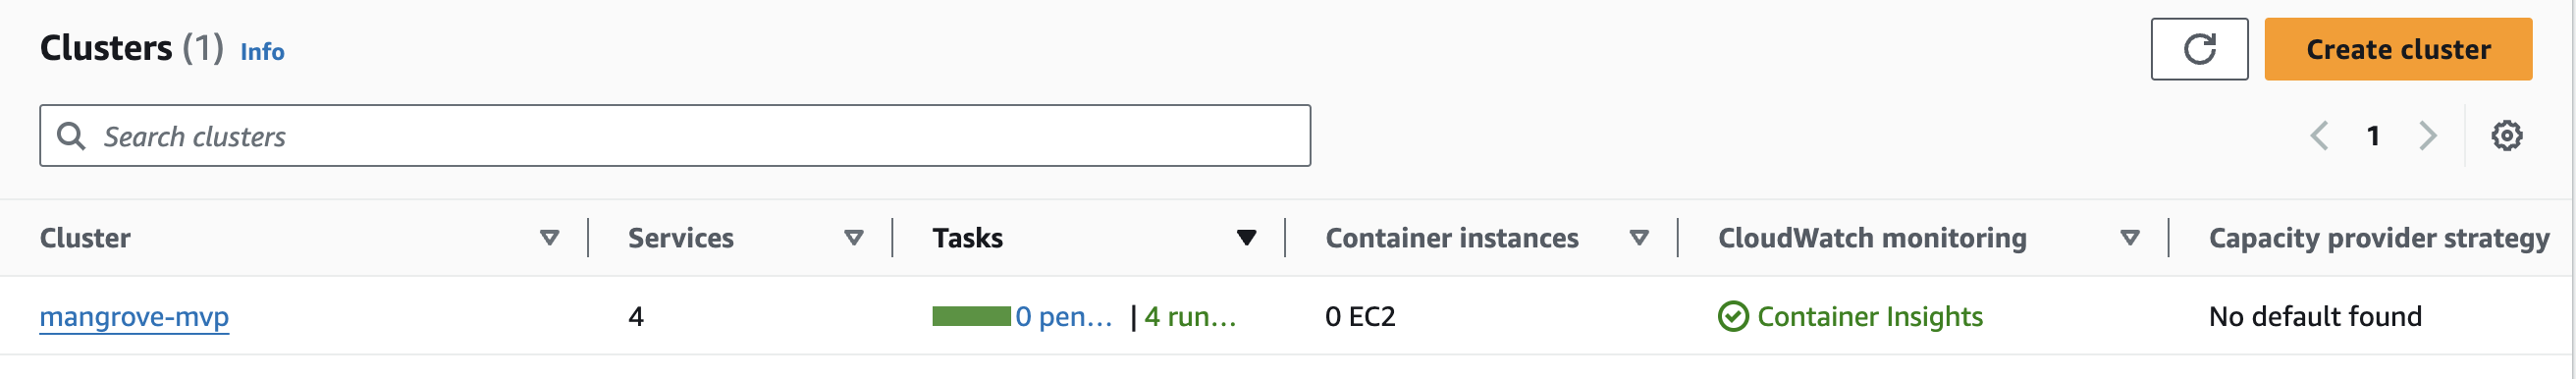 Clusters (1) Info
Create cluster
Search clusters
1
Cluster Services Tasks Container instances CloudWatch monitoring Capacity provider strategy
mangrove-mvp 4 0 pen... | 4 run... 0 EC2 Container Insights No default found